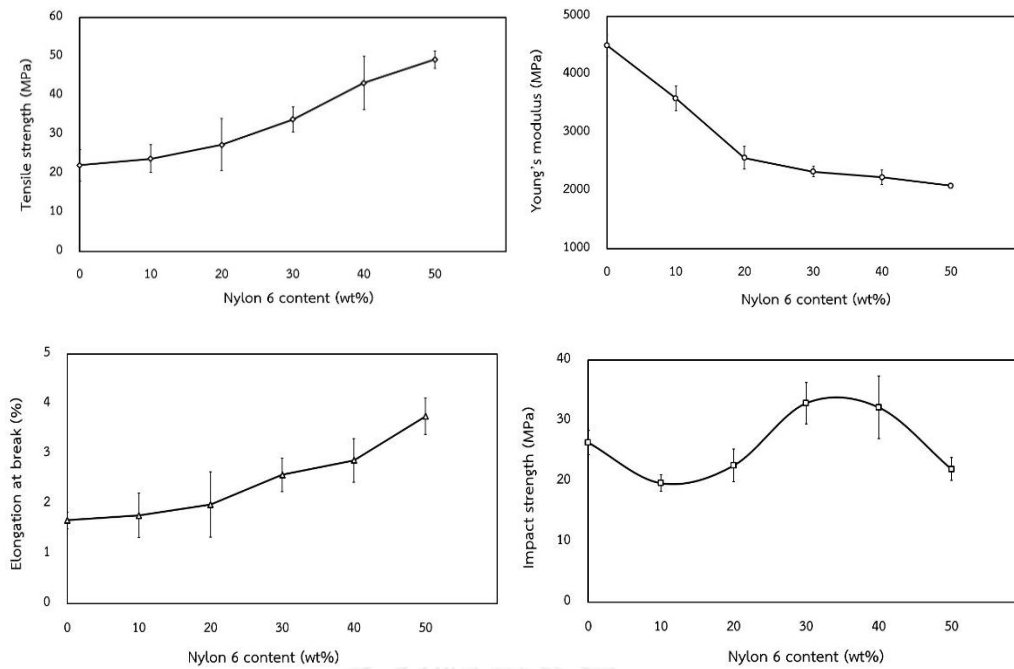 60
50
40
30
20
10
0
Tensile strength (MPa)
0 10 20 30 40 50
Nylon 6 content (wt%)
5000
4000
3000
2000
1000
Young's modulus (MPa)
0 10 20 30 40 50
Nylon 6 content (wt%)
5
4
3
2
1
0
Elongation at break (%)
0 10 20 30 40 50
Nylon 6 content (wt%)
40
30
20
10
0
Impact strength (MPa)
0 10 20 30 40 50
Nylon 6 content (wt%)